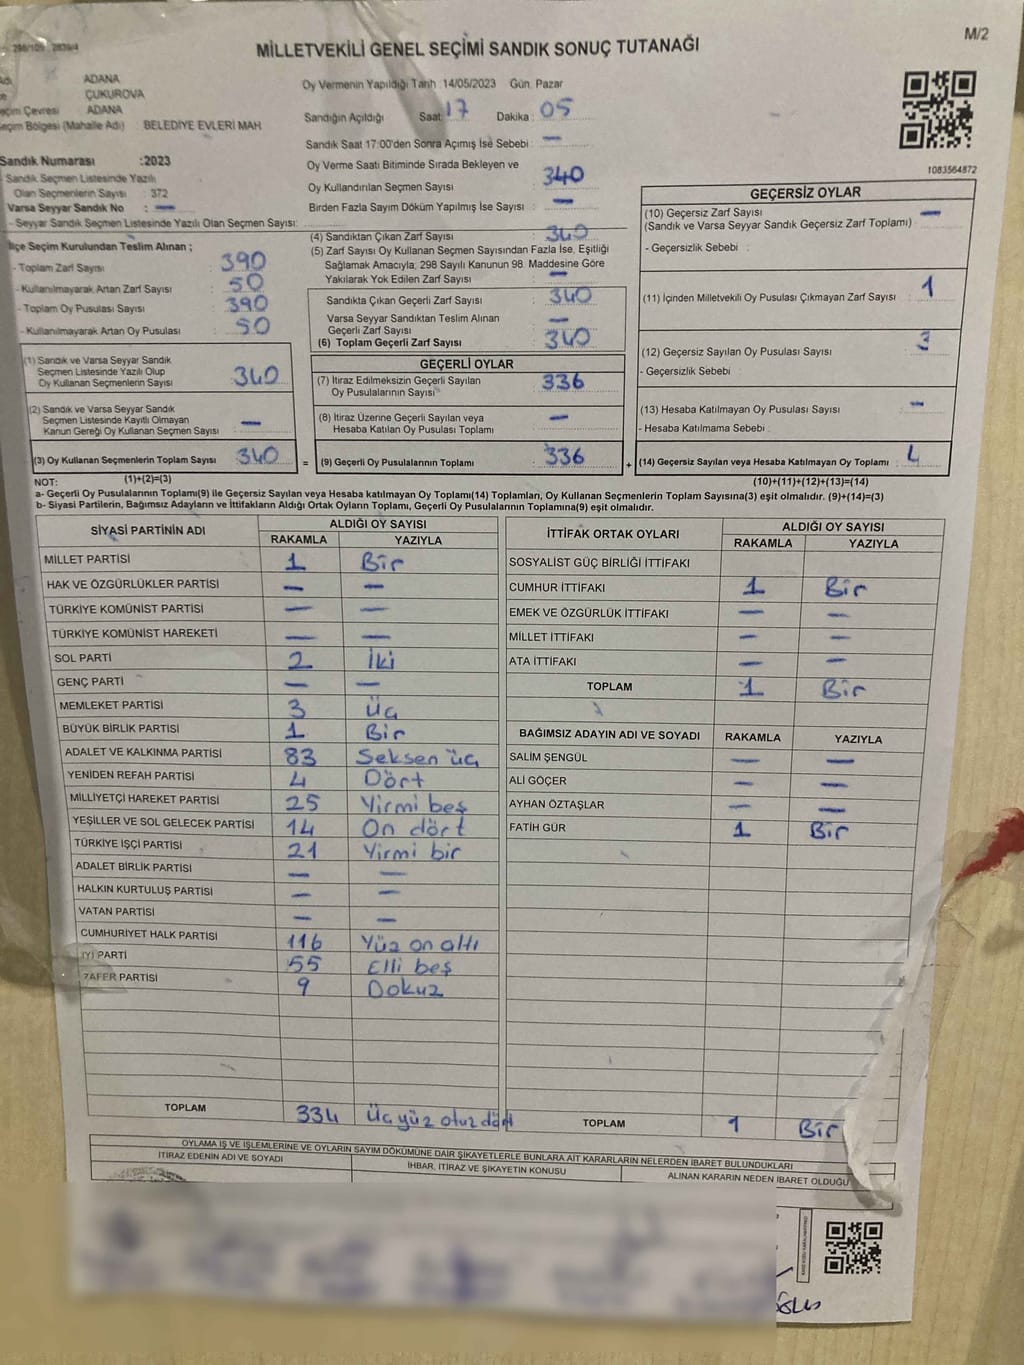 298/109 2839/4
MİLLETVEKİLİ GENEL SEÇİMİ SANDIK SONUÇ TUTANAĞI
M/2
ADANA
ÇUKUROVA
eçim Çevresi ADANA
eçim Bölgesi (Mahalle Adı) : BELEDİYE EVLERİ MAH
Sandık Numarası :2023
Sandık Seçmen Listesinde Yazılı
Olan Seçmenlerin Sayısı : 372
Varsa Seyyar Sandık No : —
Seyyar Sandık Seçmen Listesinde Yazılı Olan Seçmen Sayısı:
Oy Vermenin Yapıldığı Tarih :14/05/2023 Gün: Pazar
Sandığın Açıldığı Saat: 17 Dakika : 05
Sandık Saat 17:00'den Sonra Açımış İse Sebebi : —
Oy Verme Saati Bitiminde Sırada Bekleyen ve
Oy Kullandırılan Seçmen Sayısı : 340
Birden Fazla Sayım Döküm Yapılmış İse Sayısı : —
1083564872
İlçe Seçim Kurulundan Teslim Alınan ;
- Toplam Zarf Sayısı : 390
- Kullanılmayarak Artan Zarf Sayısı : 50
- Toplam Oy Pusulası Sayısı : 390
- Kullanılmayarak Artan Oy Pusulası : 50
(1) Sandık ve Varsa Seyyar Sandık
Seçmen Listesinde Yazılı Olup
Oy Kullanan Seçmenlerin Sayısı : 340
(2) Sandık ve Varsa Seyyar Sandık
Seçmen Listesinde Kayıtlı Olmayan
Kanun Gereği Oy Kullanan Seçmen Sayısı : —
(3) Oy Kullanan Seçmenlerin Toplam Sayısı : 340
(4) Sandıktan Çıkan Zarf Sayısı : 340
(5) Zarf Sayısı Oy Kullanan Seçmen Sayısından Fazla İse, Eşitliği
Sağlamak Amacıyla; 298 Sayılı Kanunun 98. Maddesine Göre
Yakılarak Yok Edilen Zarf Sayısı : —
Sandıkta Çıkan Geçerli Zarf Sayısı : 340
Varsa Seyyar Sandıktan Teslim Alınan
Geçerli Zarf Sayısı : —
(6) Toplam Geçerli Zarf Sayısı : 340
GEÇERLİ OYLAR
(7) İtiraz Edilmeksizin Geçerli Sayılan
Oy Pusulalarının Sayısı : 336
(8) İtiraz Üzerine Geçerli Sayılan veya
Hesaba Katılan Oy Pusulası Toplamı : —
= (9) Geçerli Oy Pusulalarının Toplamı : 336
GEÇERSİZ OYLAR
(10) Geçersiz Zarf Sayısı : —
(Sandık ve Varsa Seyyar Sandık Geçersiz Zarf Toplamı)
- Geçersizlik Sebebi :
(11) İçinden Milletvekili Oy Pusulası Çıkmayan Zarf Sayısı : 1
(12) Geçersiz Sayılan Oy Pusulası Sayısı : 3
- Geçersizlik Sebebi :
(13) Hesaba Katılmayan Oy Pusulası Sayısı : —
- Hesaba Katılmama Sebebi :
+ (14) Geçersiz Sayılan veya Hesaba Katılmayan Oy Toplamı : 4
NOT: (1)+(2)=(3) (10)+(11)+(12)+(13)=(14)
a- Geçerli Oy Pusulalarının Toplamı(9) ile Geçersiz Sayılan veya Hesaba katılmayan Oy Toplamı(14) Toplamları, Oy Kullanan Seçmenlerin Toplam Sayısına(3) eşit olmalıdır. (9)+(14)=(3)
b- Siyasi Partilerin, Bağımsız Adayların ve İttifakların Aldığı Ortak Oyların Toplamı, Geçerli Oy Pusulalarının Toplamına(9) eşit olmalıdır.
SİYASİ PARTİNİN ADI ALDIĞI OY SAYISI
RAKAMLA YAZIYLA
MİLLET PARTİSİ 1 Bir
HAK VE ÖZGÜRLÜKLER PARTİSİ — —
TÜRKİYE KOMÜNİST PARTİSİ — —
TÜRKİYE KOMÜNİST HAREKETİ — —
SOL PARTİ 2 İki
GENÇ PARTİ — —
MEMLEKET PARTİSİ 3 Üç
BÜYÜK BİRLİK PARTİSİ 1 Bir
ADALET VE KALKINMA PARTİSİ 83 Seksen üç
YENİDEN REFAH PARTİSİ 4 Dört
MİLLİYETÇİ HAREKET PARTİSİ 25 Yirmi beş
YEŞİLLER VE SOL GELECEK PARTİSİ 14 On dört
TÜRKİYE İŞÇİ PARTİSİ 21 Yirmi bir
ADALET BİRLİK PARTİSİ — —
HALKIN KURTULUŞ PARTİSİ — —
VATAN PARTİSİ — —
CUMHURİYET HALK PARTİSİ 116 Yüz on altı
İYİ PARTİ 55 Elli beş
ZAFER PARTİSİ 9 Dokuz
TOPLAM 334 Üç yüz otuz dört
İTTİFAK ORTAK OYLARI ALDIĞI OY SAYISI
RAKAMLA YAZIYLA
SOSYALİST GÜÇ BİRLİĞİ İTTİFAKI
CUMHUR İTTİFAKI 1 Bir
EMEK VE ÖZGÜRLÜK İTTİFAKI — —
MİLLET İTTİFAKI — —
ATA İTTİFAKI — —
TOPLAM 1 Bir
BAĞIMSIZ ADAYIN ADI VE SOYADI RAKAMLA YAZIYLA
SALİM ŞENGÜL — —
ALİ GÖÇER — —
AYHAN ÖZTAŞLAR — —
FATİH GÜR 1 Bir
TOPLAM 1 Bir
OYLAMA İŞ VE İŞLEMLERİNE VE OYLARIN SAYIM DÖKÜMÜNE DAİR ŞİKAYETLERLE BUNLARA AİT KARARLARIN NELERDEN İBARET BULUNDUKLARI
İTİRAZ EDENİN ADI VE SOYADI İHBAR, İTİRAZ VE ŞİKAYETİN KONUSU ALINAN KARARIN NEDEN İBARET OLDUĞU